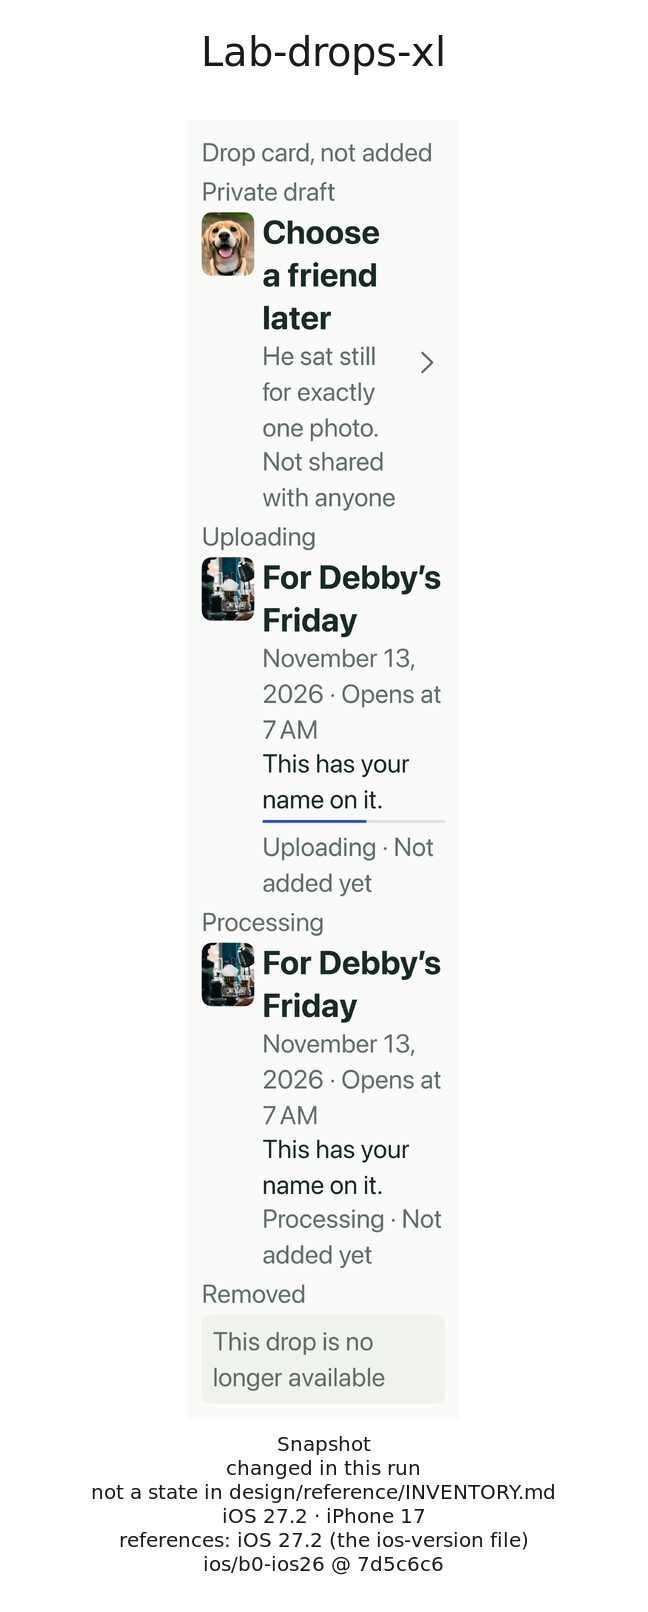 Lab-drops-xl
Drop card, not added
Private draft
Choose
a friend
later
He sat still
for exactly
one photo.
Not shared
with anyone
Uploading
For Debby’s
Friday
November 13,
2026 · Opens at
7 AM
This has your
name on it.
Uploading · Not
added yet
Processing
For Debby’s
Friday
November 13,
2026 · Opens at
7 AM
This has your
name on it.
Processing · Not
added yet
Removed
This drop is no
longer available
Snapshot
changed in this run
not a state in design/reference/INVENTORY.md
iOS 27.2 · iPhone 17
references: iOS 27.2 (the ios-version file)
ios/b0-ios26 @ 7d5c6c6